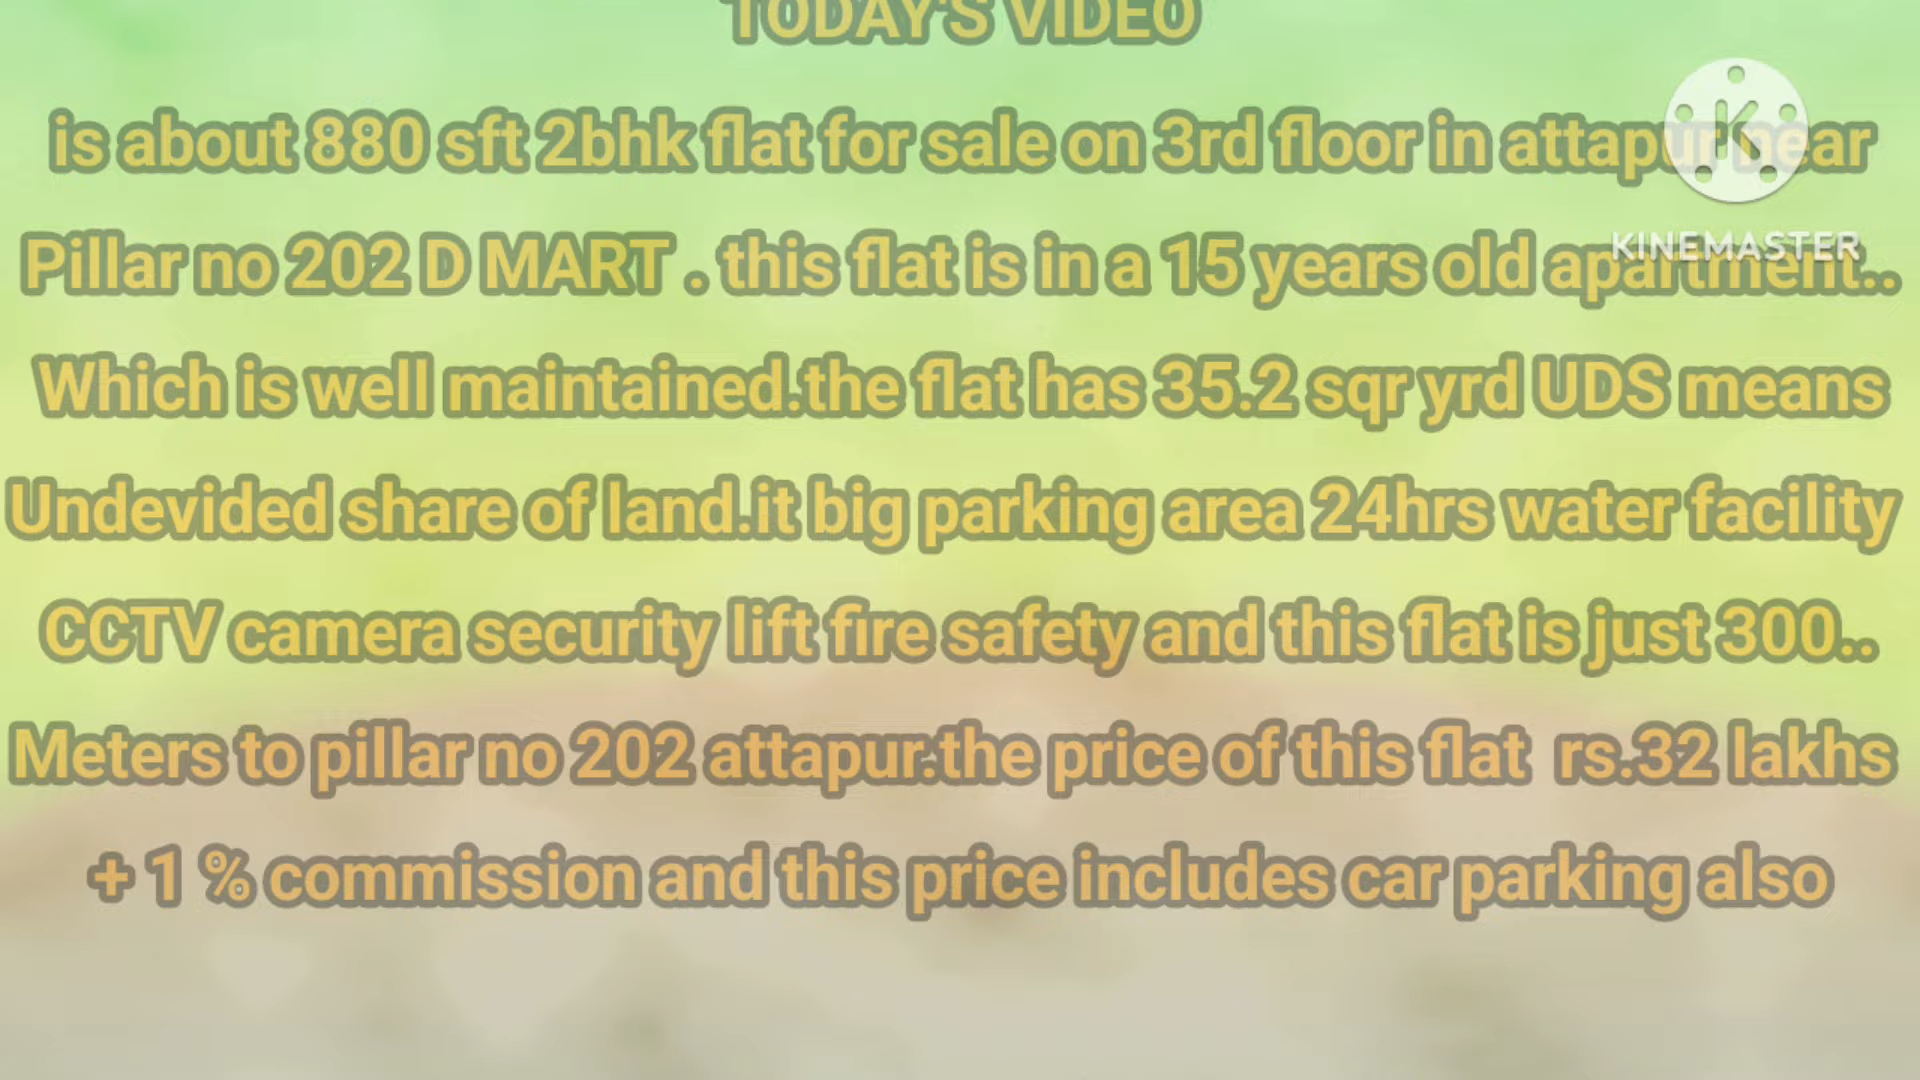 TODAY'S VIDEO
is about 880 sft 2bhk flat for sale on 3rd floor in attapur near
Pillar no 202 D MART . this flat is in a 15 years old apartment..
Which is well maintained.the flat has 35.2 sqr yrd UDS means
Undevided share of land.it big parking area 24hrs water facility
CCTV camera security lift fire safety and this flat is just 300..
Meters to pillar no 202 attapur.the price of this flat  rs.32 lakhs
+ 1 % commission and this price includes car parking also
K
KINEMASTER